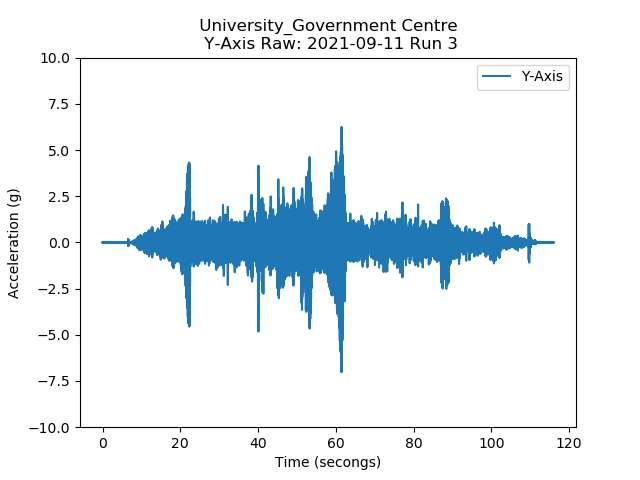 University_Government Centre
Y-Axis Raw: 2021-09-11 Run 3
Y-Axis
10.0
7.5
5.0
2.5
0.0
−2.5
−5.0
−7.5
−10.0
Acceleration (g)
0 20 40 60 80 100 120
Time (secongs)